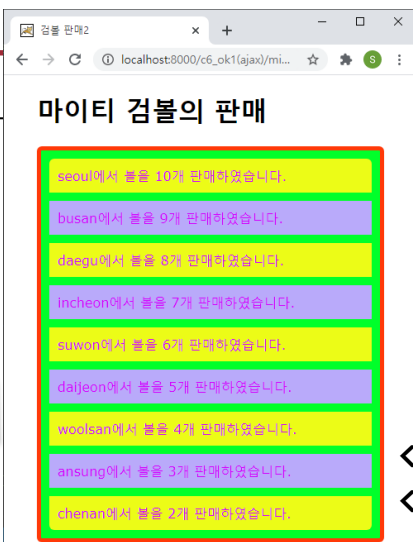 검볼 판매2
localhost:8000/c6_ok1(ajax)/mi...
S
마이티 검볼의 판매
seoul에서 볼을 10개 판매하였습니다.
busan에서 볼을 9개 판매하였습니다.
daegu에서 볼을 8개 판매하였습니다.
incheon에서 볼을 7개 판매하였습니다.
suwon에서 볼을 6개 판매하였습니다.
daijeon에서 볼을 5개 판매하였습니다.
woolsan에서 볼을 4개 판매하였습니다.
ansung에서 볼을 3개 판매하였습니다.
chenan에서 볼을 2개 판매하였습니다.